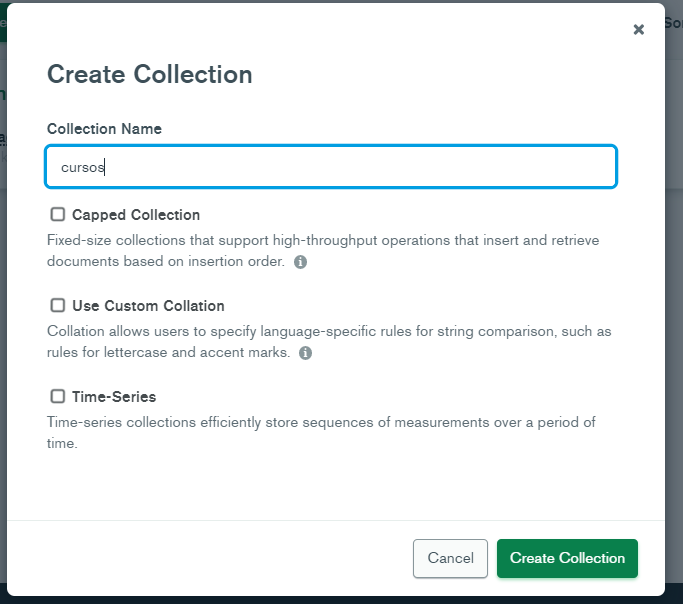 Create Collection
Collection Name
cursos
Capped Collection
Fixed-size collections that support high-throughput operations that insert and retrieve
documents based on insertion order.
Use Custom Collation
Collation allows users to specify language-specific rules for string comparison, such as
rules for lettercase and accent marks.
Time-Series
Time-series collections efficiently store sequences of measurements over a period of
time.
Cancel
Create Collection